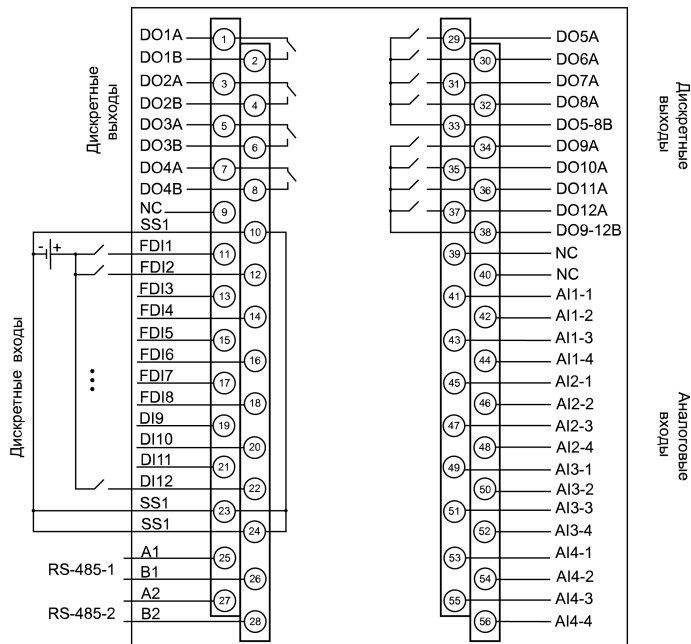 DO1A 1
DO1B 2
DO2A 3
DO2B 4
DO3A 5
DO3B 6
DO4A 7
DO4B 8
NC 9
SS1 10
- + FDI1 11
FDI2 12
FDI3 13
FDI4 14
FDI5 15
FDI6 16
FDI7 17
FDI8 18
DI9 19
DI10 20
DI11 21
DI12 22
SS1 23
SS1 24
A1 25
RS-485-1
B1 26
A2 27
RS-485-2 B2 28
Дискретные
выходы
Дискретные входы
29 DO5A
30 DO6A
31 DO7A
32 DO8A
33 DO5-8B
34 DO9A
35 DO10A
36 DO11A
37 DO12A
38 DO9-12B
39 NC
40 NC
41 AI1-1
42 AI1-2
43 AI1-3
44 AI1-4
45 AI2-1
46 AI2-2
47 AI2-3
48 AI2-4
49 AI3-1
50 AI3-2
51 AI3-3
52 AI3-4
53 AI4-1
54 AI4-2
55 AI4-3
56 AI4-4
Дискретные
выходы
Аналоговые
входы